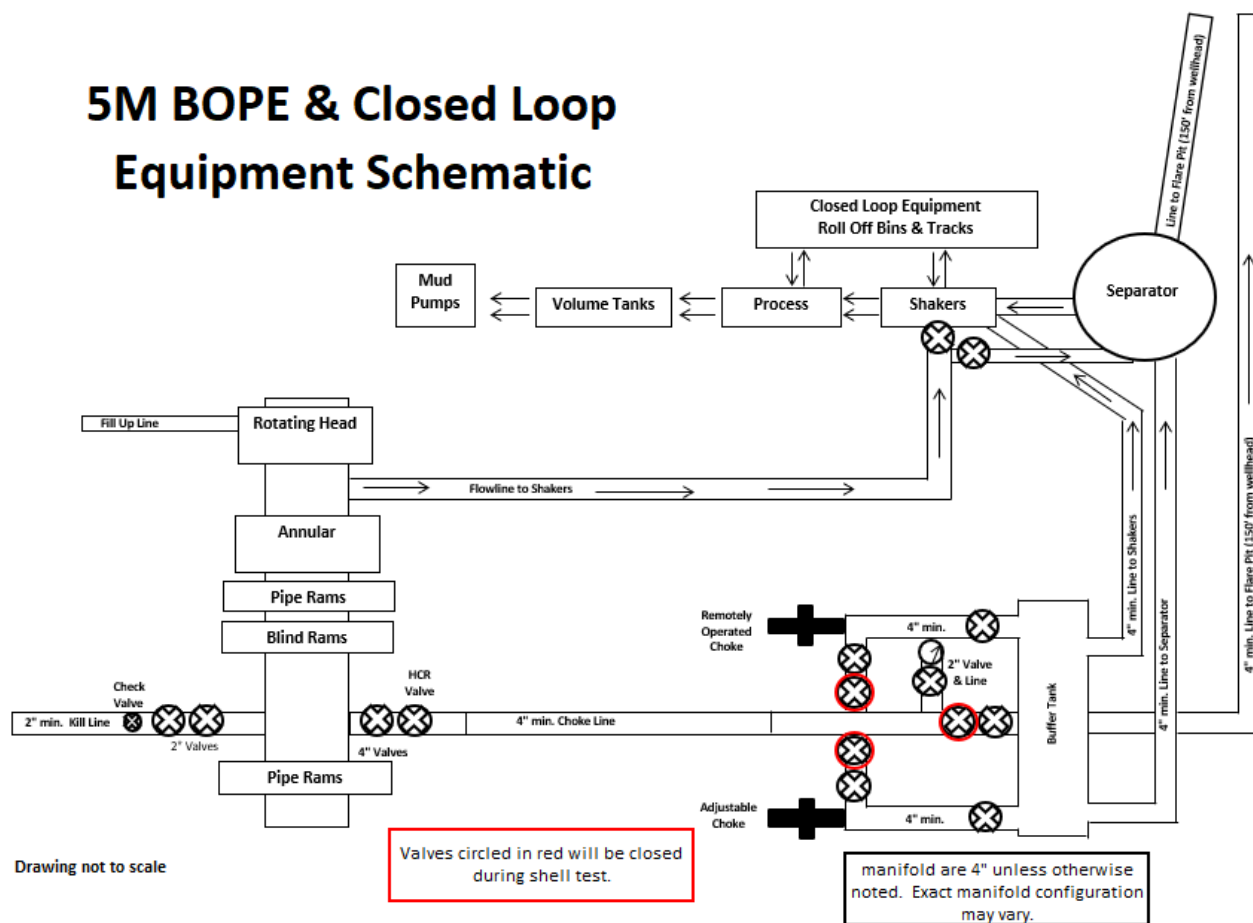 5M BOPE & Closed Loop
Equipment Schematic
Line to Flare Pit (150' from wellhead)
Closed Loop Equipment
Roll Off Bins & Tracks
Mud
Pumps
Volume Tanks
Process
Shakers
Separator
Fill Up Line
Rotating Head
Flowline to Shakers
Annular
Pipe Rams
Blind Rams
Check
Valve
2" min. Kill Line
2" Valves
HCR
Valve
4" Valves
4" min. Choke Line
Pipe Rams
Remotely
Operated
Choke
4" min.
2" Valve
& Line
Buffer Tank
Adjustable
Choke
4" min.
4" min. Line to Shakers
4" min. Line to Separator
4" min. Line to Flare Pit (150' from wellhead)
Drawing not to scale
Valves circled in red will be closed
during shell test.
manifold are 4" unless otherwise
noted. Exact manifold configuration
may vary.